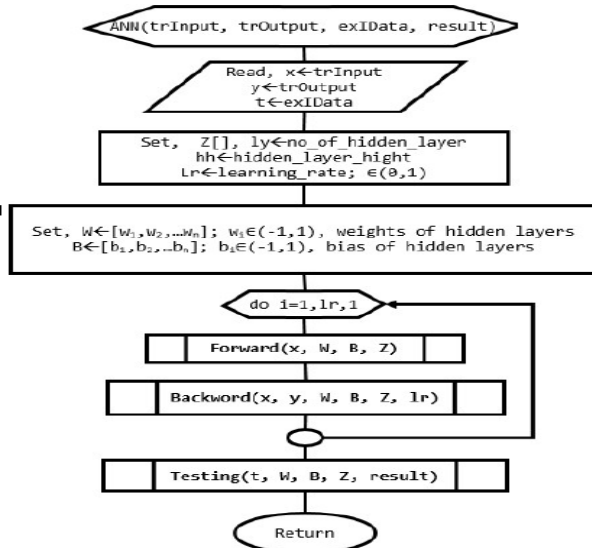 ANN(trInput, trOutput, exIData, result)
Read, x←trInput
y←trOutput
t←exIData
Set, Z[], ly←no_of_hidden_layer
hh←hidden_layer_hight
Lr←learning_rate; ∈(0,1)
Set, W←[w₁,w₂,…wₙ]; wᵢ∈(-1,1), weights of hidden layers
B←[b₁,b₂,…bₙ]; bᵢ∈(-1,1), bias of hidden layers
do i=1,lr,1
Forward(x, W, B, Z)
Backword(x, y, W, B, Z, lr)
Testing(t, W, B, Z, result)
Return